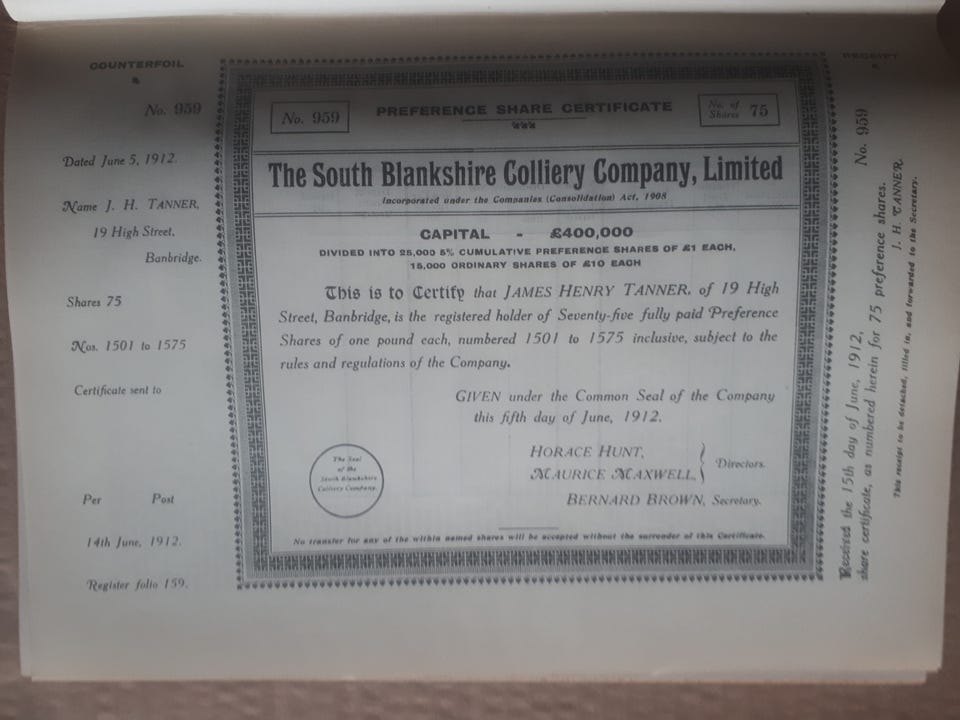 COUNTERFOIL
No. 959
Dated June 5, 1912.
Name J. H. TANNER,
19 High Street,
Banbridge.
Shares 75
Nos. 1501 to 1575
Certificate sent to
Per Post
14th June, 1912.
Register folio 159.
No. 959
PREFERENCE SHARE CERTIFICATE
No. of
Shares 75
The South Blankshire Colliery Company, Limited
Incorporated under the Companies (Consolidation) Act, 1908
CAPITAL - £400,000
DIVIDED INTO 25,000 5% CUMULATIVE PREFERENCE SHARES OF £1 EACH,
15,000 ORDINARY SHARES OF £10 EACH
This is to Certify that JAMES HENRY TANNER, of 19 High
Street, Banbridge, is the registered holder of Seventy-five fully paid Preference
Shares of one pound each, numbered 1501 to 1575 inclusive, subject to the
rules and regulations of the Company.
GIVEN under the Common Seal of the Company
this fifth day of June, 1912.
HORACE HUNT,
MAURICE MAXWELL,
Directors.
BERNARD BROWN, Secretary.
The Seal
of the
South Blankshire
Colliery Company.
No transfer for any of the within named shares will be accepted without the surrender of this Certificate.
RECEIPT
No. 959
Received the 15th day of June, 1912,
share certificate, as numbered herein for 75 preference shares.
J. H. TANNER.
This receipt to be detached, filled in, and forwarded to the Secretary.